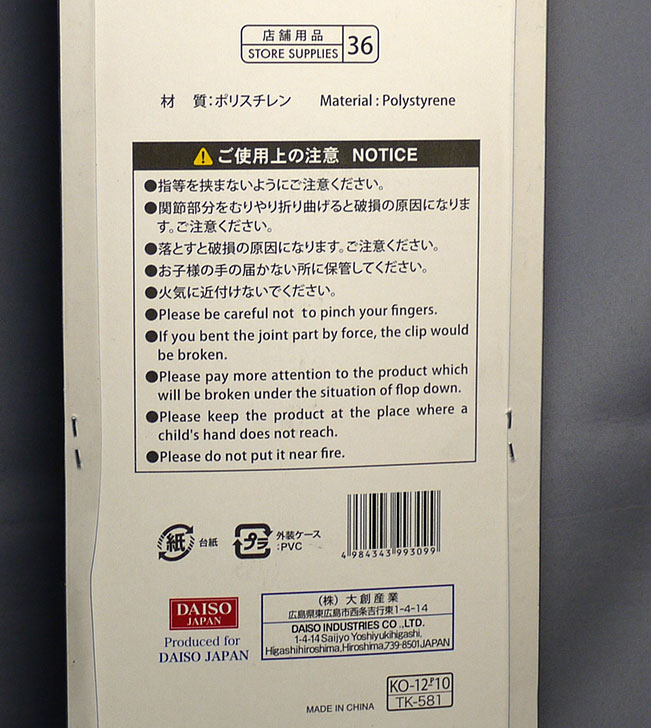 店舗用品
STORE SUPPLIES 36
材　質：ポリスチレン Material : Polystyrene
ご使用上の注意 NOTICE
●指等を挟まないようにご注意ください。
●関節部分をむりやり折り曲げると破損の原因になりま
す。ご注意ください。
●落とすと破損の原因になります。ご注意ください。
●お子様の手の届かない所に保管してください。
●火気に近付けないでください。
●Please be careful not to pinch your fingers.
●If you bent the joint part by force, the clip would
be broken.
●Please pay more attention to the product which
will be broken under the situation of flop down.
●Please keep the product at the place where a
child's hand does not reach.
●Please do not put it near fire.
紙 台紙
プラ 外装ケース
:PVC
4 984343 993099
DAISO
JAPAN
Produced for
DAISO JAPAN
(株) 大創産業
広島県東広島市西条吉行東1-4-14
DAISO INDUSTRIES CO .,LTD.
1-4-14 Saijyo Yoshiyukihigashi,
Higashihiroshima,Hiroshima,739-8501JAPAN
MADE IN CHINA
KO-12-P10
TK-581